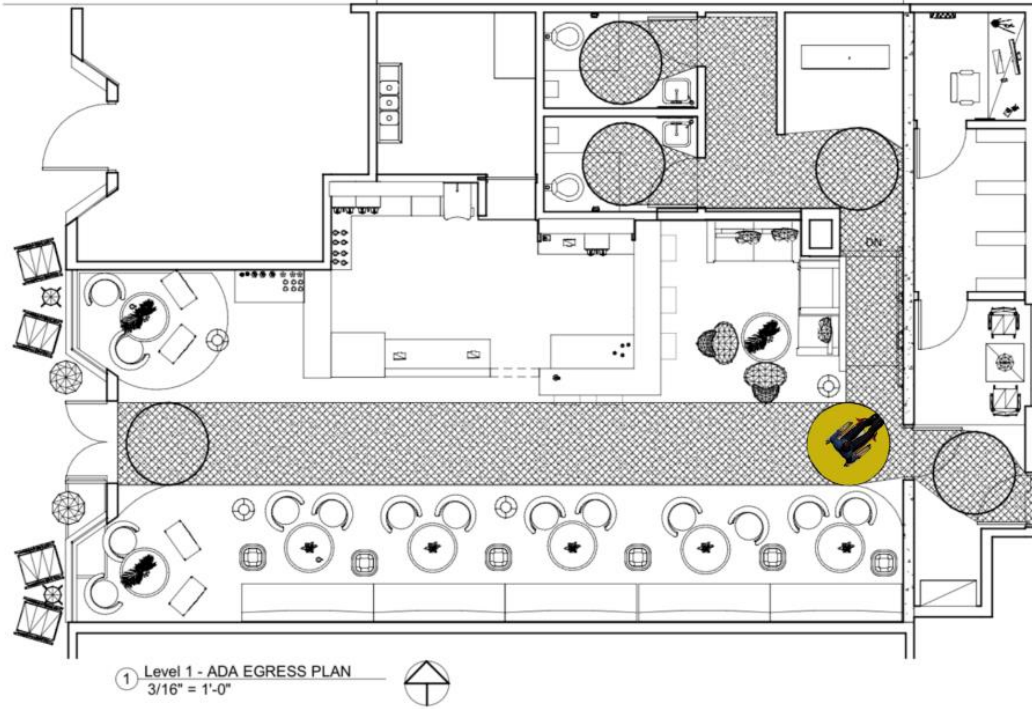 DN
1 Level 1 - ADA EGRESS PLAN
3/16" = 1'-0"